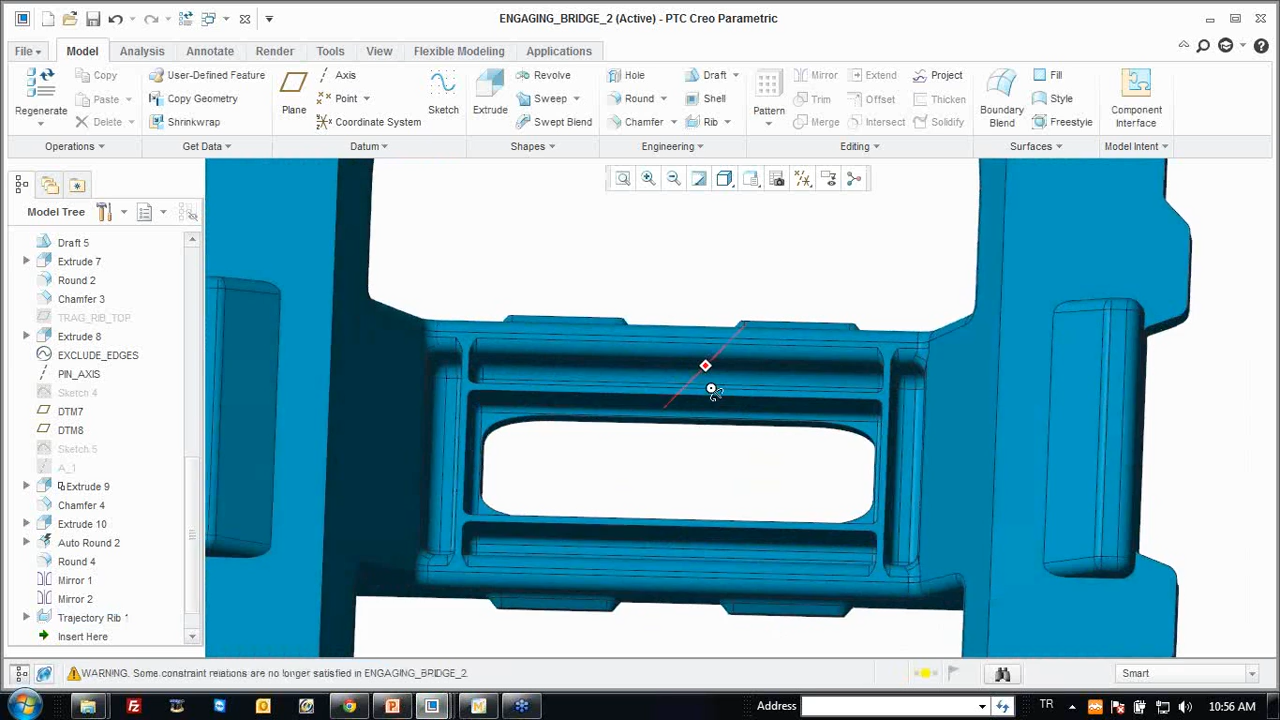 ENGAGING_BRIDGE_2 (Active) - PTC Creo Parametric
File Model Analysis Annotate Render Tools View Flexible Modeling Applications
Regenerate
Copy
Paste
Delete
Operations
User-Defined Feature
Copy Geometry
Shrinkwrap
Get Data
Plane
Axis
Point
Coordinate System
Sketch
Datum
Extrude
Revolve
Sweep
Swept Blend
Shapes
Hole
Round
Chamfer
Draft
Shell
Rib
Engineering
Pattern
Mirror
Trim
Merge
Extend
Offset
Intersect
Project
Thicken
Solidify
Editing
Boundary
Blend
Fill
Style
Freestyle
Surfaces
Component
Interface
Model Intent
Model Tree
Draft 5
Extrude 7
Round 2
Chamfer 3
TRAG_RIB_TOP
Extrude 8
EXCLUDE_EDGES
PIN_AXIS
Sketch 4
DTM7
DTM8
Sketch 5
A_1
Extrude 9
Chamfer 4
Extrude 10
Auto Round 2
Round 4
Mirror 1
Mirror 2
Trajectory Rib 1
Insert Here
WARNING. Some constraint relations are no longer satisfied in ENGAGING_BRIDGE_2.
Smart
Address
TR
10:56 AM